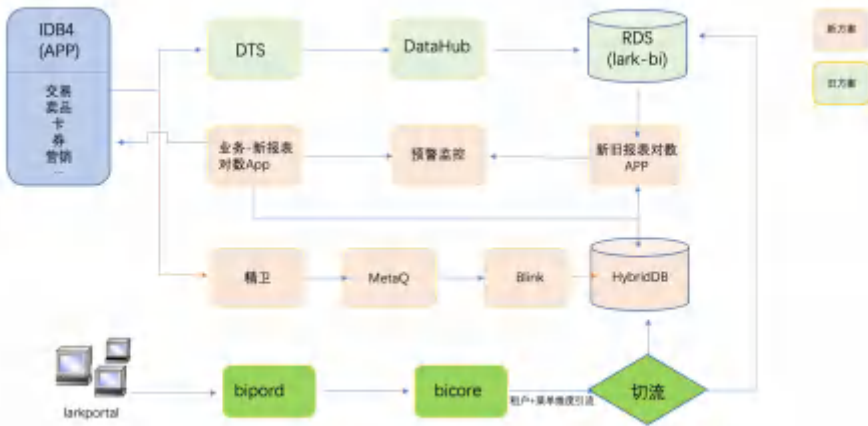 IDB4
(APP)
交易
卖品
卡
券
营销
...
DTS
DataHub
RDS
(lark-bi)
新方案
旧方案
业务-新报表
对数App
预警监控
新旧报表对数
APP
精卫
MetaQ
Blink
HybridDB
larkportal
bipord
bicore
租户+菜单维度引流
切流